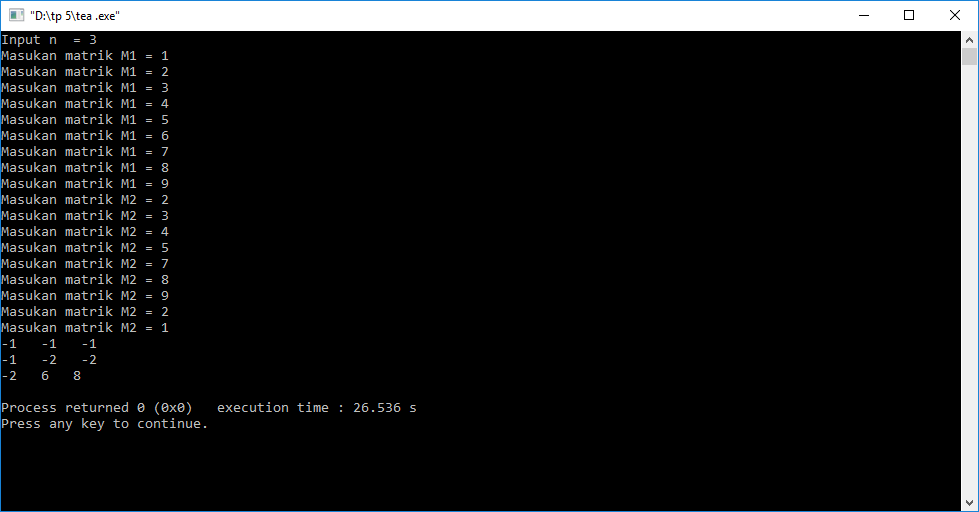 "D:\tp 5\tea .exe"
Input n  = 3
Masukan matrik M1 = 1
Masukan matrik M1 = 2
Masukan matrik M1 = 3
Masukan matrik M1 = 4
Masukan matrik M1 = 5
Masukan matrik M1 = 6
Masukan matrik M1 = 7
Masukan matrik M1 = 8
Masukan matrik M1 = 9
Masukan matrik M2 = 2
Masukan matrik M2 = 3
Masukan matrik M2 = 4
Masukan matrik M2 = 5
Masukan matrik M2 = 7
Masukan matrik M2 = 8
Masukan matrik M2 = 9
Masukan matrik M2 = 2
Masukan matrik M2 = 1
-1   -1   -1
-1   -2   -2
-2   6   8
Process returned 0 (0x0)   execution time : 26.536 s
Press any key to continue.